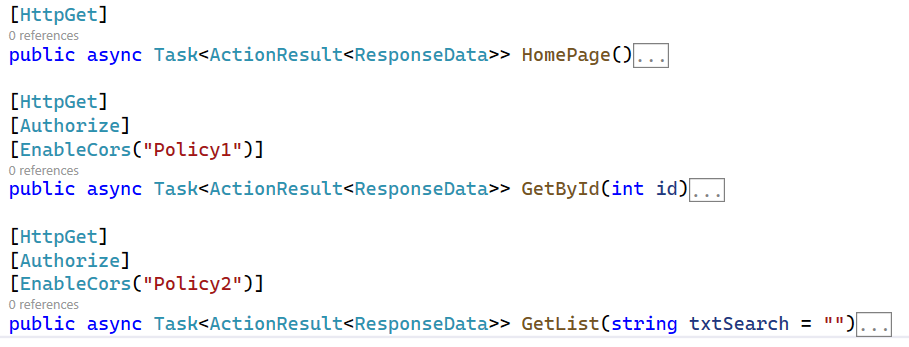 [HttpGet]
0 references
public async Task<ActionResult<ResponseData>> HomePage()...
[HttpGet]
[Authorize]
[EnableCors("Policy1")]
0 references
public async Task<ActionResult<ResponseData>> GetById(int id)...
[HttpGet]
[Authorize]
[EnableCors("Policy2")]
0 references
public async Task<ActionResult<ResponseData>> GetList(string txtSearch = "")...